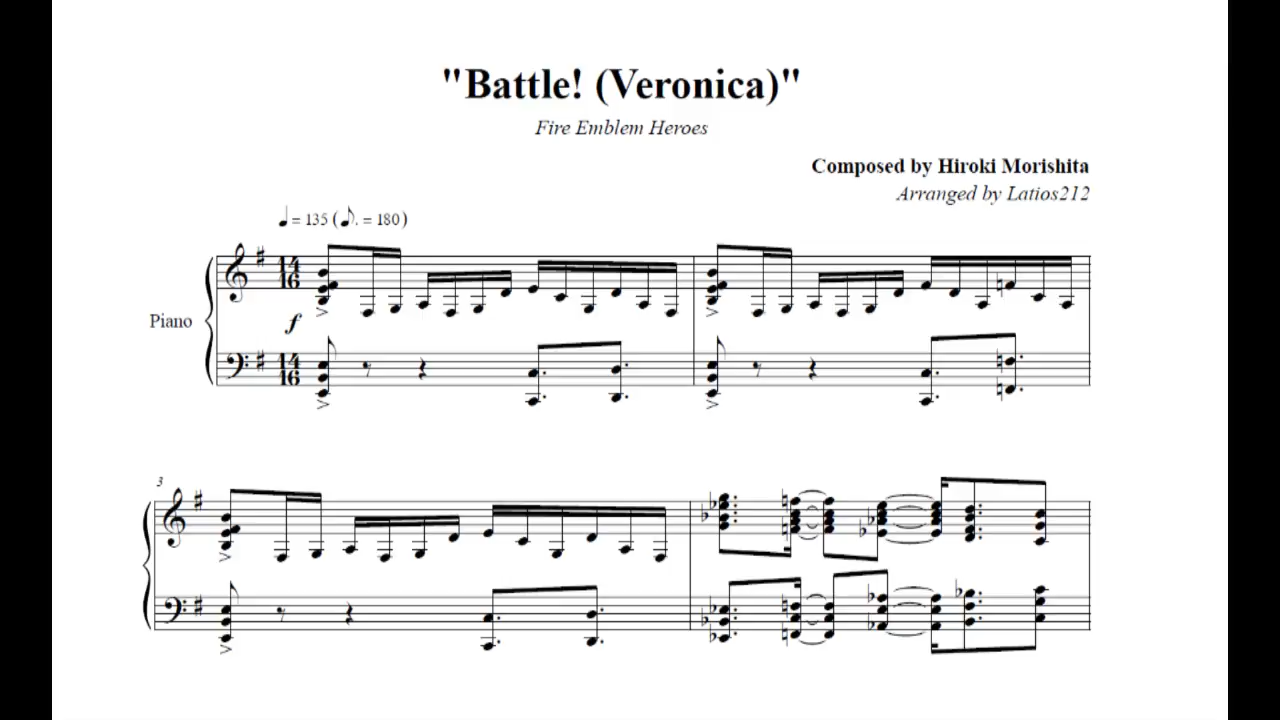 "Battle! (Veronica)"
Fire Emblem Heroes
Composed by Hiroki Morishita
Arranged by Latios212
♩ = 135 (♪. = 180)
14
16
Piano
f
14
16
3